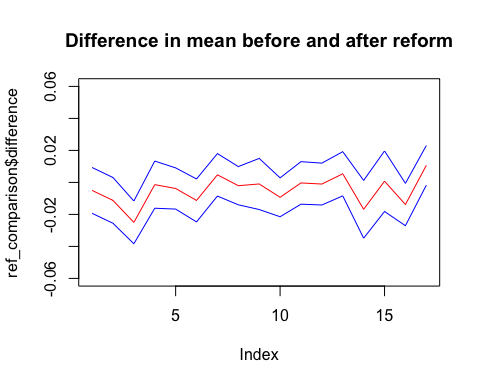 Difference in mean before and after reform
ref_comparison$difference
0.06
0.02
-0.02
-0.06
5
10
15
Index